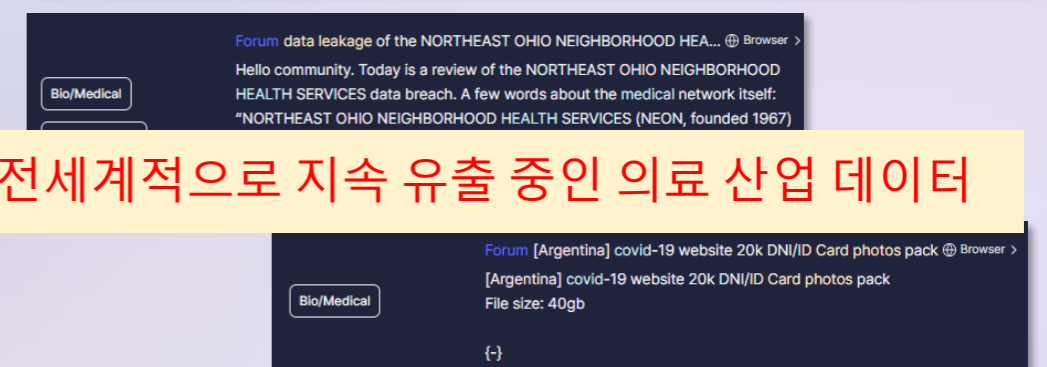 Forum data leakage of the NORTHEAST OHIO NEIGHBORHOOD HEA... Browser >
Hello community. Today is a review of the NORTHEAST OHIO NEIGHBORHOOD
Bio/Medical
HEALTH SERVICES data breach. A few words about the medical network itself:
"NORTHEAST OHIO NEIGHBORHOOD HEALTH SERVICES (NEON, founded 1967)
전세계적으로 지속 유출 중인 의료 산업 데이터
Forum [Argentina] covid-19 website 20k DNI/ID Card photos pack Browser >
[Argentina] covid-19 website 20k DNI/ID Card photos pack
Bio/Medical
File size: 40gb
{-}